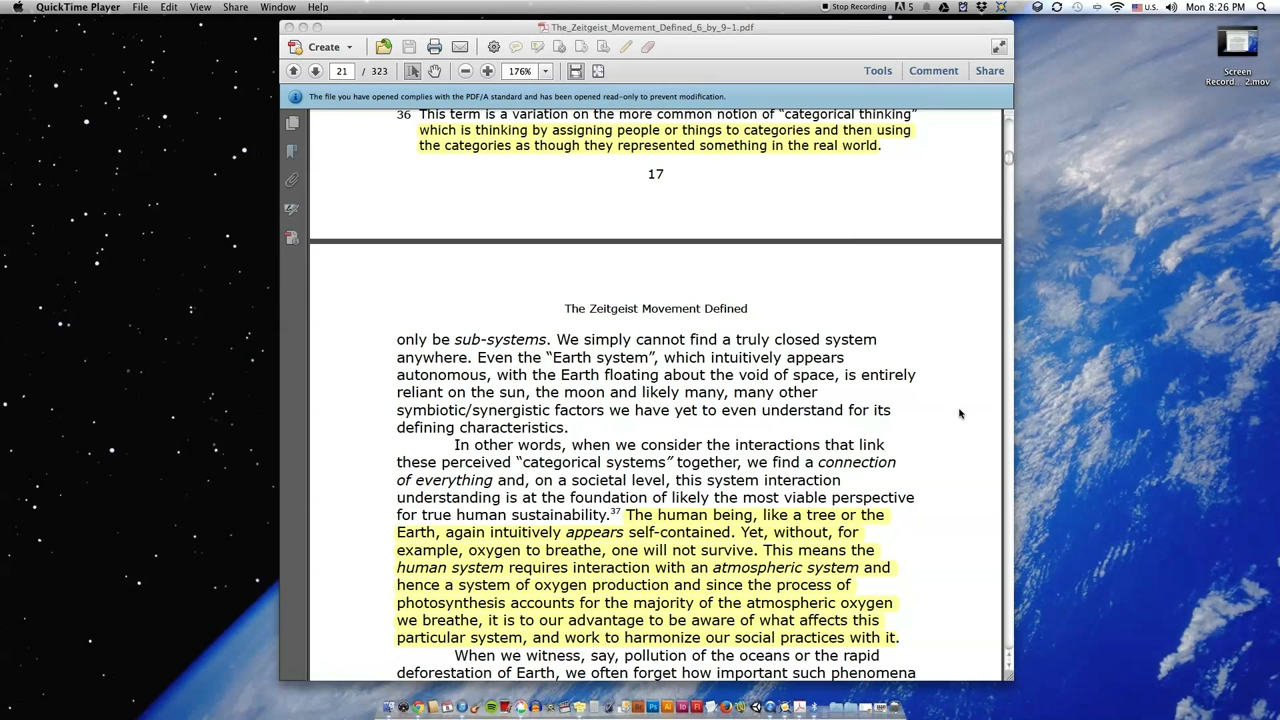 QuickTime Player File Edit View Share Window Help
Stop Recording 5 U.S. Mon 8:26 PM
The_Zeitgeist_Movement_Defined_6_by_9-1.pdf
Create
21 / 323 176% Tools Comment Share
The file you have opened complies with the PDF/A standard and has been opened read-only to prevent modification.
36 This term is a variation on the more common notion of “categorical thinking”
which is thinking by assigning people or things to categories and then using
the categories as though they represented something in the real world.
17
The Zeitgeist Movement Defined
only be sub-systems. We simply cannot find a truly closed system
anywhere. Even the “Earth system”, which intuitively appears
autonomous, with the Earth floating about the void of space, is entirely
reliant on the sun, the moon and likely many, many other
symbiotic/synergistic factors we have yet to even understand for its
defining characteristics.
In other words, when we consider the interactions that link
these perceived “categorical systems” together, we find a connection
of everything and, on a societal level, this system interaction
understanding is at the foundation of likely the most viable perspective
for true human sustainability.37 The human being, like a tree or the
Earth, again intuitively appears self-contained. Yet, without, for
example, oxygen to breathe, one will not survive. This means the
human system requires interaction with an atmospheric system and
hence a system of oxygen production and since the process of
photosynthesis accounts for the majority of the atmospheric oxygen
we breathe, it is to our advantage to be aware of what affects this
particular system, and work to harmonize our social practices with it.
When we witness, say, pollution of the oceans or the rapid
deforestation of Earth, we often forget how important such phenomena
Screen
Record... 2.mov